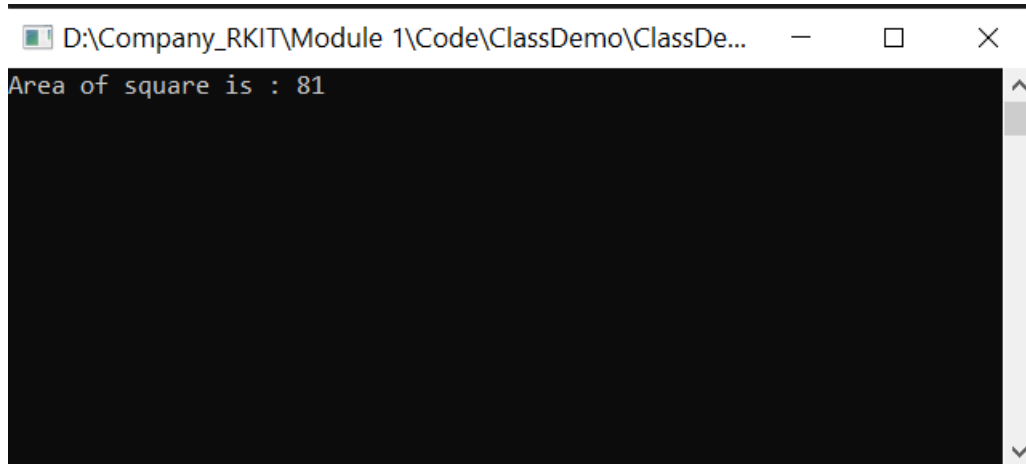 D:\Company_RKIT\Module 1\Code\ClassDemo\ClassDe...
Area of square is : 81